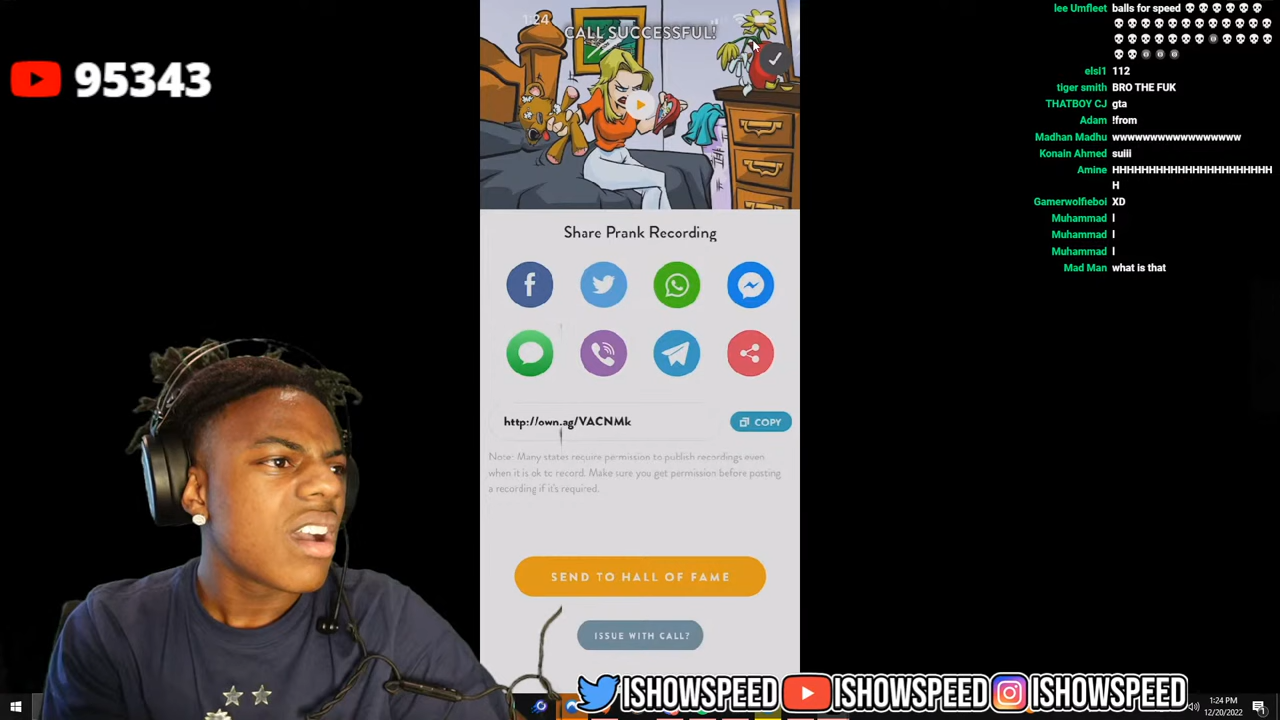 95343
1:24
CALL SUCCESSFUL!
Share Prank Recording
http://own.ag/VACNMk
COPY
Note: Many states require permission to publish recordings even
when it is ok to record. Make sure you get permission before posting
a recording if it's required.
SEND TO HALL OF FAME
ISSUE WITH CALL?
lee Umfleet balls for speed
elsi1 112
tiger smith BRO THE FUK
THATBOY CJ gta
Adam !from
Madhan Madhu wwwwwwwwwwwwwwwwww
Konain Ahmed suiii
Amine HHHHHHHHHHHHHHHHHHHHHH
H
Gamerwolfieboi XD
Muhammad l
Muhammad l
Muhammad l
Mad Man what is that
ISHOWSPEED ISHOWSPEED ISHOWSPEED
1:24 PM
12/20/2022